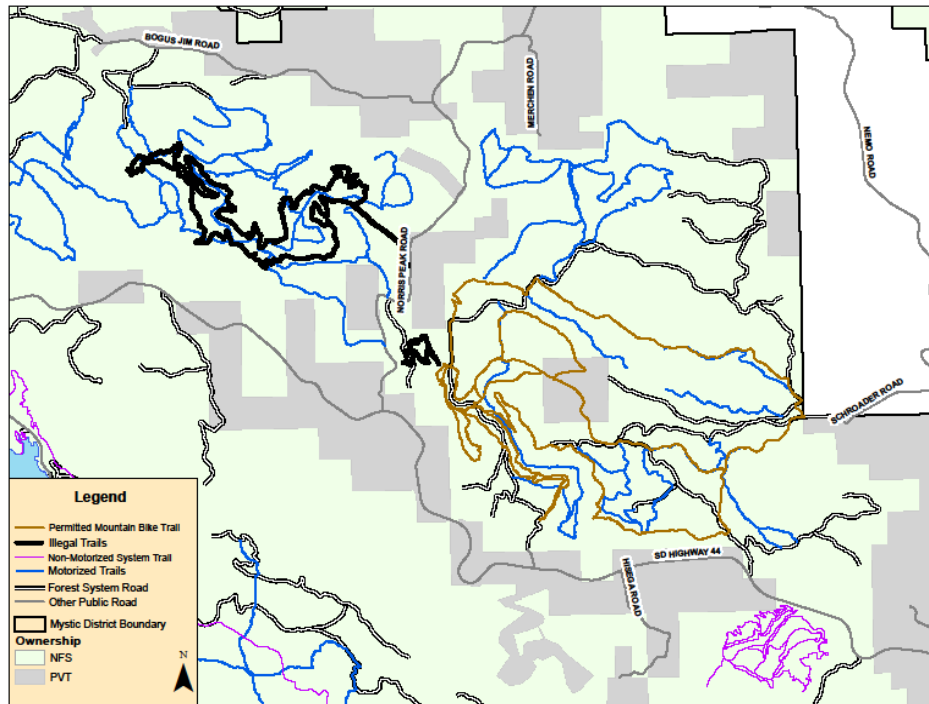 BOGUS JIM ROAD
MERCHEN ROAD
NEMO ROAD
NORRIS PEAK ROAD
SCHROADER ROAD
SD HIGHWAY 44
HISEGA ROAD
Legend
Permitted Mountain Bike Trail
Illegal Trails
Non-Motorized System Trail
Motorized Trails
Forest System Road
Other Public Road
Mystic District Boundary
Ownership
NFS
PVT
N